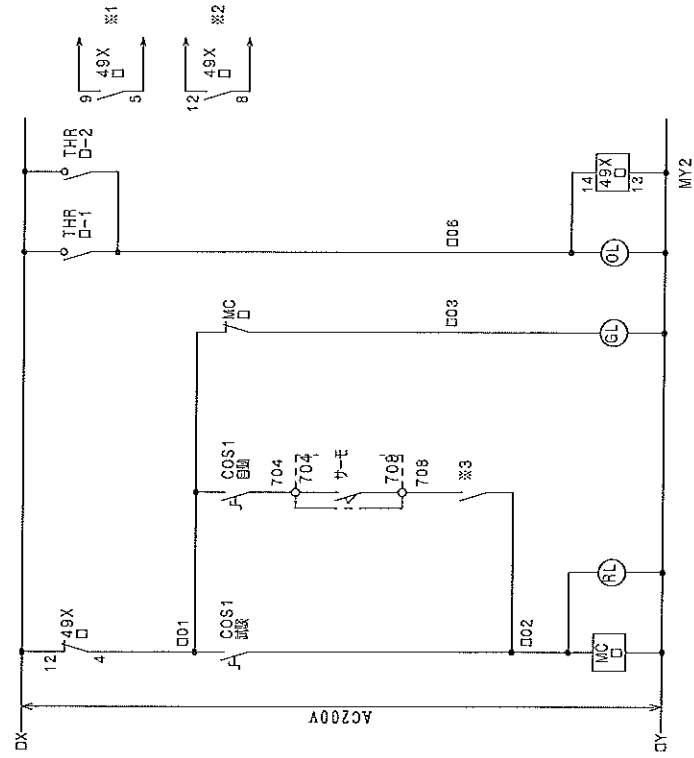 □X
AC200V
□Y
12
49X
□
4
□01
COS1
試験
□02
MC
□
RL
COS1
自動
704
704
サーモ
708
708
※3
MC
□
□03
GL
THR
□-1
THR
□-2
□06
OL
14
49X
□
13
MY2
※1
9
49X
□
5
※2
12
49X
□
8